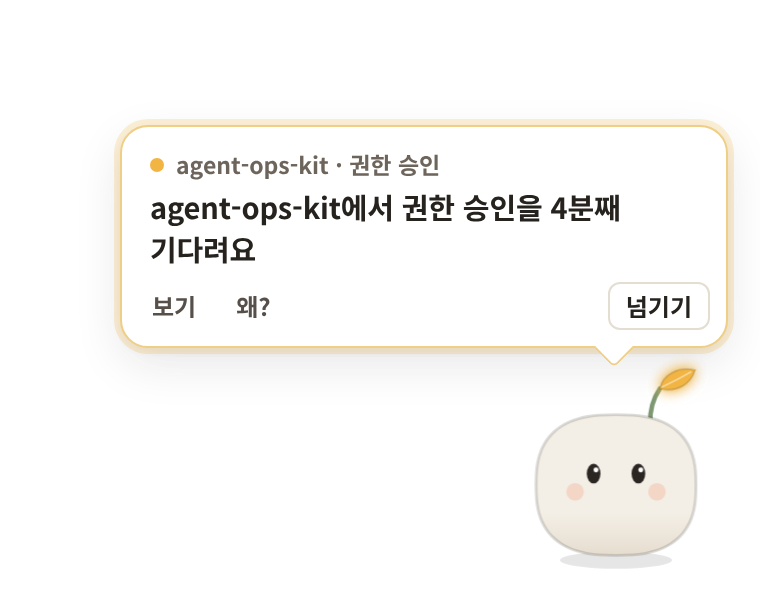 agent-ops-kit · 권한 승인
agent-ops-kit에서 권한 승인을 4분째
기다려요
보기 왜? 넘기기